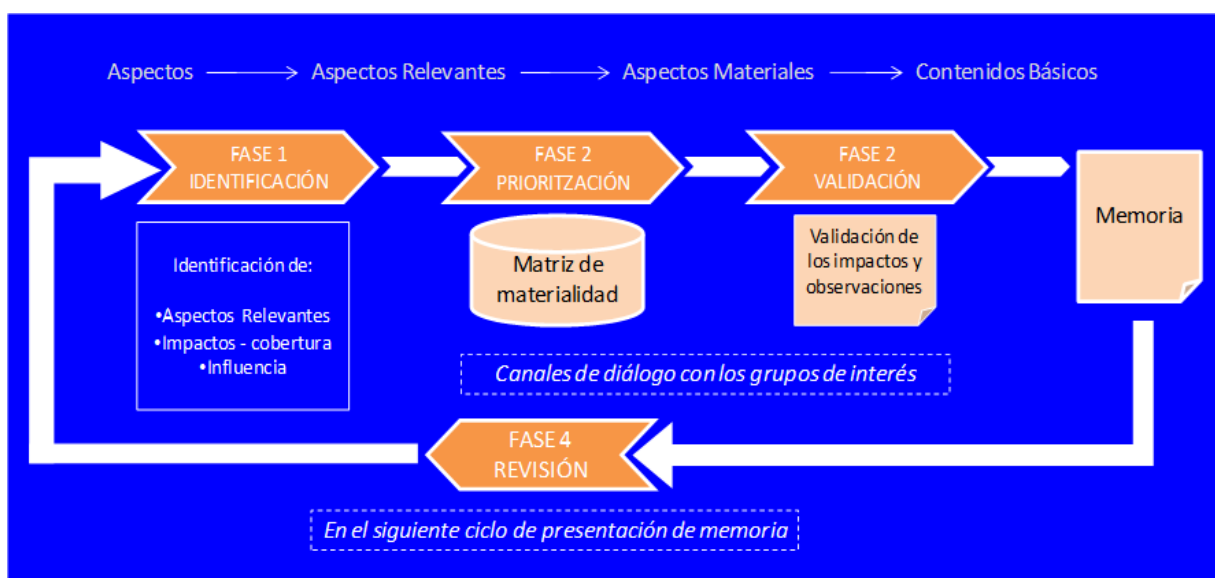 Aspectos → Aspectos Relevantes → Aspectos Materiales → Contenidos Básicos
FASE 1
IDENTIFICACIÓN
FASE 2
PRIORITZACIÓN
FASE 2
VALIDACIÓN
Memoria
Identificación de:
•Aspectos Relevantes
•Impactos - cobertura
•Influencia
Matriz de
materialidad
Validación de
los impactos y
observaciones
Canales de diálogo con los grupos de interés
FASE 4
REVISIÓN
En el siguiente ciclo de presentación de memoria